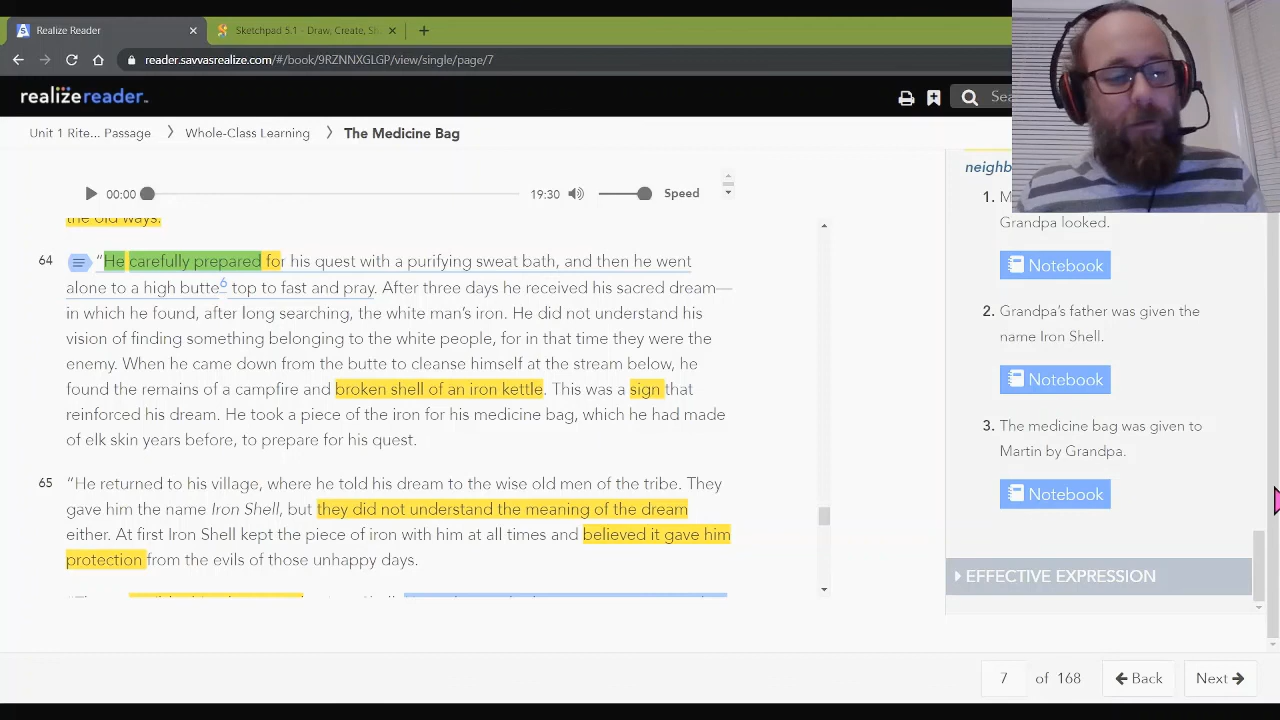 Realize Reader
Sketchpad 5.1 - Draw, Create, Sh
realizereader™
Unit 1 Rite... Passage
Whole-Class Learning
The Medicine Bag
00:00
19:30
Speed
the old ways.
64 "He carefully prepared for his quest with a purifying sweat bath, and then he went
alone to a high butte6 top to fast and pray. After three days he received his sacred dream—
in which he found, after long searching, the white man's iron. He did not understand his
vision of finding something belonging to the white people, for in that time they were the
enemy. When he came down from the butte to cleanse himself at the stream below, he
found the remains of a campfire and broken shell of an iron kettle. This was a sign that
reinforced his dream. He took a piece of the iron for his medicine bag, which he had made
of elk skin years before, to prepare for his quest.
65 "He returned to his village, where he told his dream to the wise old men of the tribe. They
gave him the name Iron Shell, but they did not understand the meaning of the dream
either. At first Iron Shell kept the piece of iron with him at all times and believed it gave him
protection from the evils of those unhappy days.
1.
Grandpa looked.
Notebook
2. Grandpa's father was given the
name Iron Shell.
Notebook
3. The medicine bag was given to
Martin by Grandpa.
Notebook
EFFECTIVE EXPRESSION
7 of 168
Back
Next